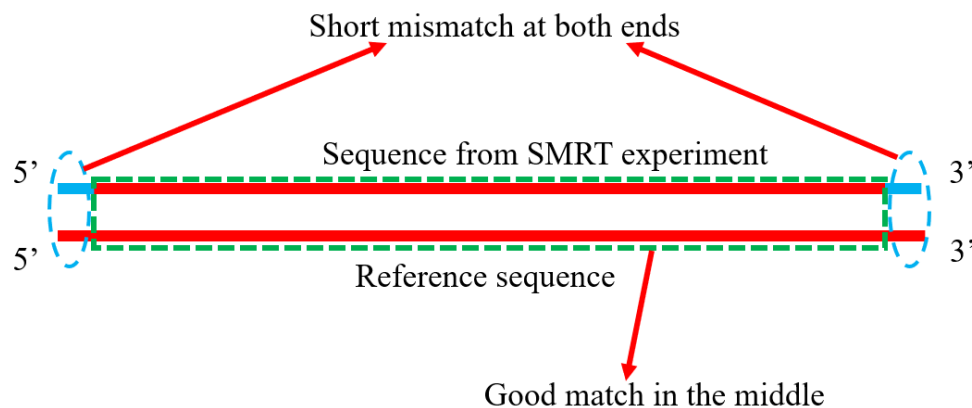 Short mismatch at both ends
5’
Sequence from SMRT experiment
3’
5’
Reference sequence
3’
Good match in the middle